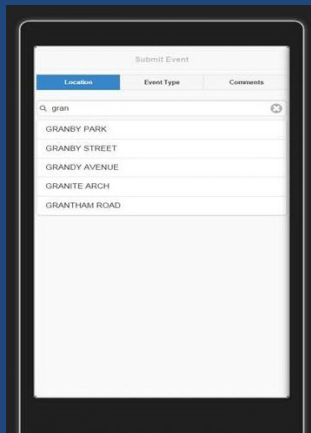 Submit Event
Location Event Type Comments
gran
GRANBY PARK
GRANBY STREET
GRANDY AVENUE
GRANITE ARCH
GRANTHAM ROAD